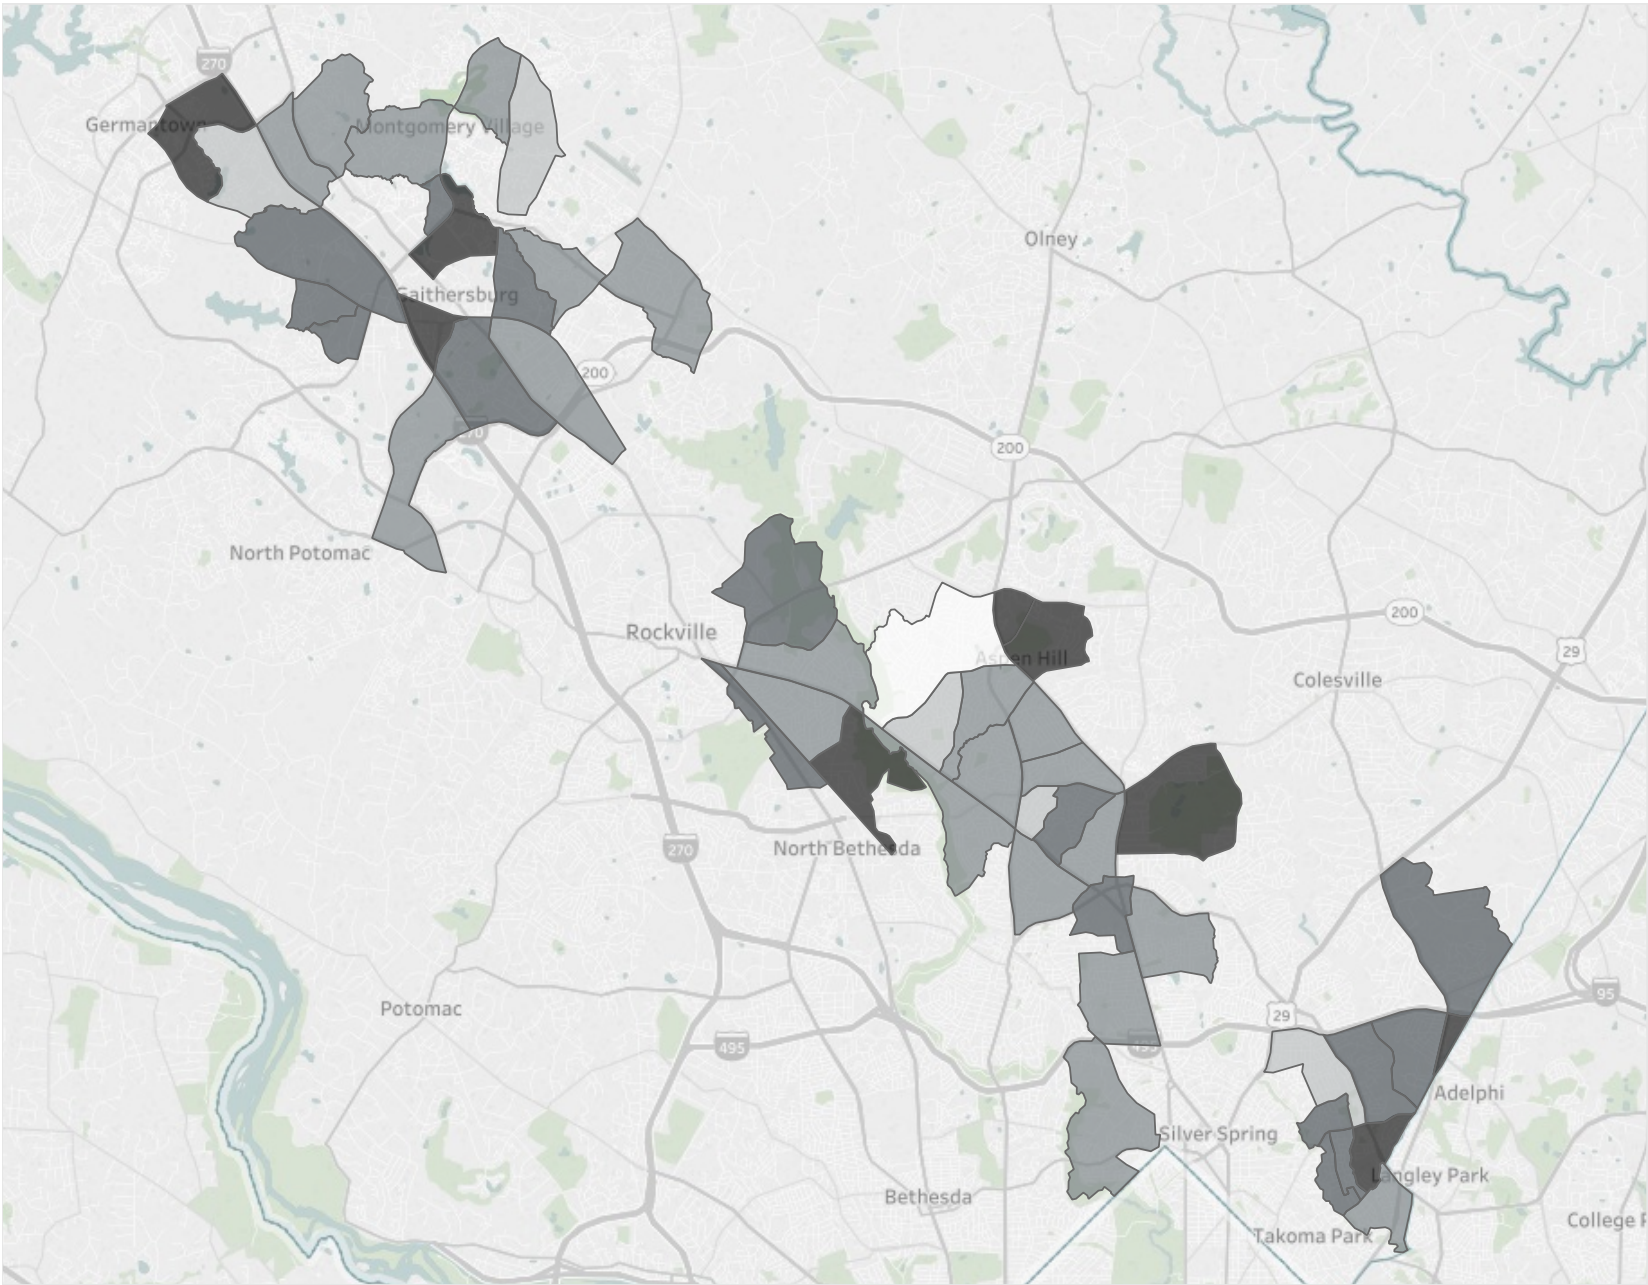 270
Germantown
Montgomery Village
Olney
Gaithersburg
200
270
200
North Potomac
200
Rockville
29
Aspen Hill
Colesville
270
North Bethesda
95
Potomac
29
495
495
Adelphi
Silver Spring
Langley Park
Bethesda
College P
Takoma Park